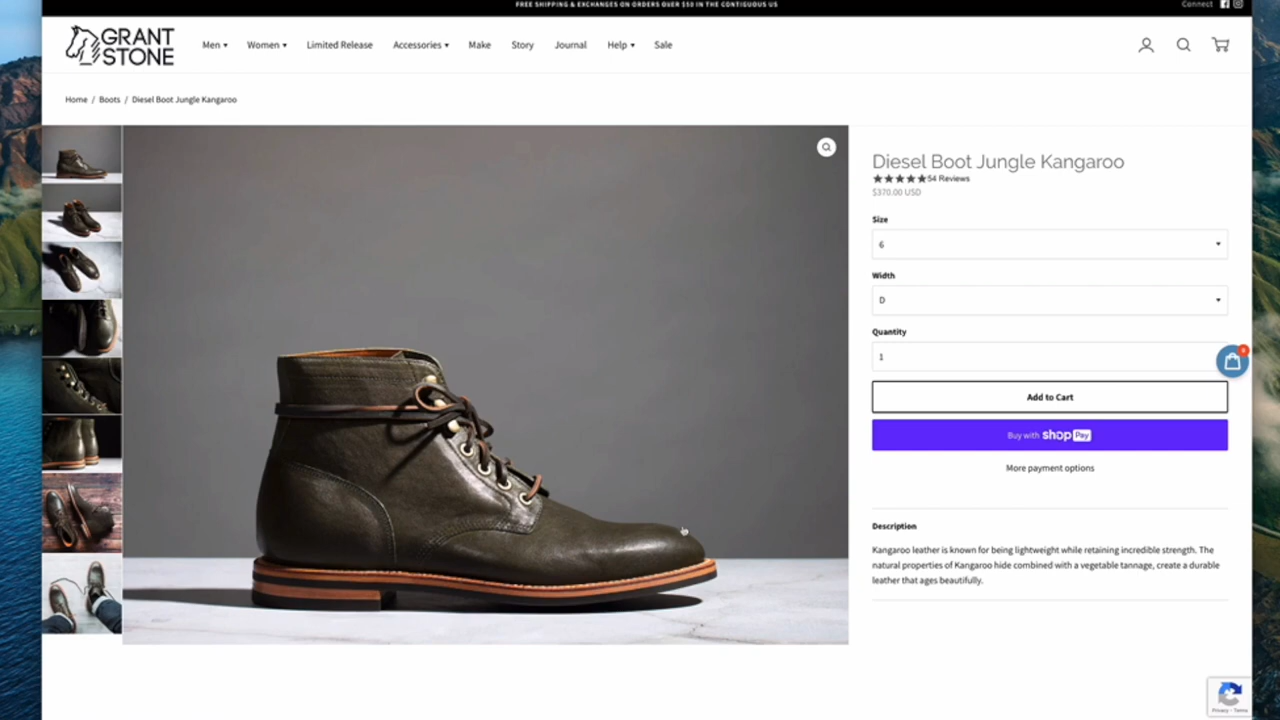 FREE SHIPPING & EXCHANGES ON ORDERS OVER $50 IN THE CONTIGUOUS US
Connect
GRANT
STONE
Men
Women
Limited Release
Accessories
Make
Story
Journal
Help
Sale
Home / Boots / Diesel Boot Jungle Kangaroo
Diesel Boot Jungle Kangaroo
54 Reviews
$370.00 USD
Size
6
Width
D
Quantity
1
0
Add to Cart
Buy with shop Pay
More payment options
Description
Kangaroo leather is known for being lightweight while retaining incredible strength. The
natural properties of Kangaroo hide combined with a vegetable tannage, create a durable
leather that ages beautifully.
Privacy - Terms